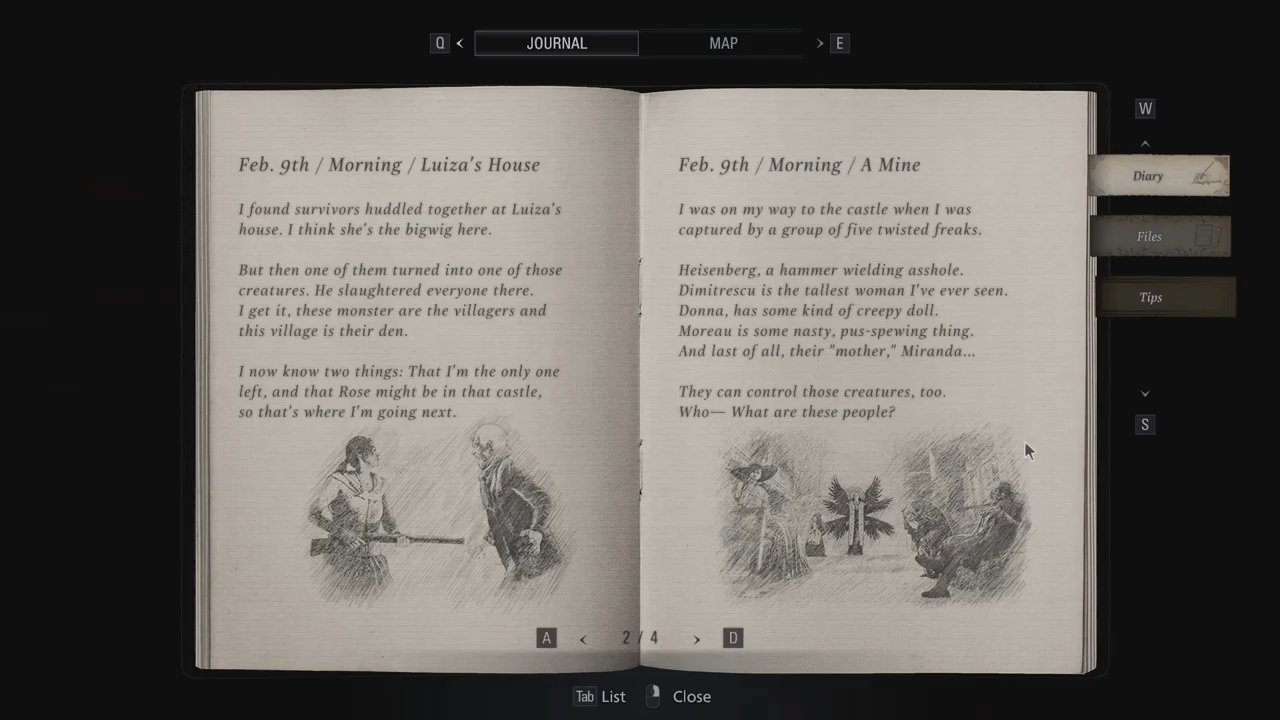 Q
JOURNAL
MAP
E
Feb. 9th / Morning / Luiza's House
I found survivors huddled together at Luiza's
house. I think she's the bigwig here.
But then one of them turned into one of those
creatures. He slaughtered everyone there.
I get it, these monster are the villagers and
this village is their den.
I now know two things: That I'm the only one
left, and that Rose might be in that castle,
so that's where I'm going next.
Feb. 9th / Morning / A Mine
I was on my way to the castle when I was
captured by a group of five twisted freaks.
Heisenberg, a hammer wielding asshole.
Dimitrescu is the tallest woman I've ever seen.
Donna, has some kind of creepy doll.
Moreau is some nasty, pus-spewing thing.
And last of all, their "mother," Miranda...
They can control those creatures, too.
Who— What are these people?
W
Diary
Files
Tips
S
A
2 / 4
D
Tab List
Close